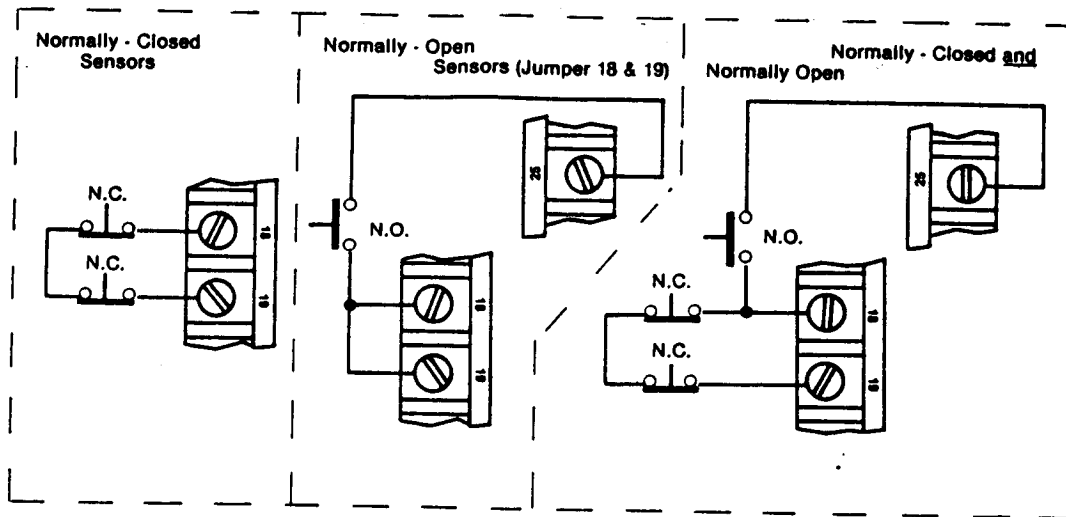 Normally - Closed
Sensors
N.C.
N.C.
18
19
Normally - Open
Sensors (Jumper 18 & 19)
25
N.O.
18
19
Normally - Closed and
Normally Open
25
N.O.
N.C.
N.C.
18
19